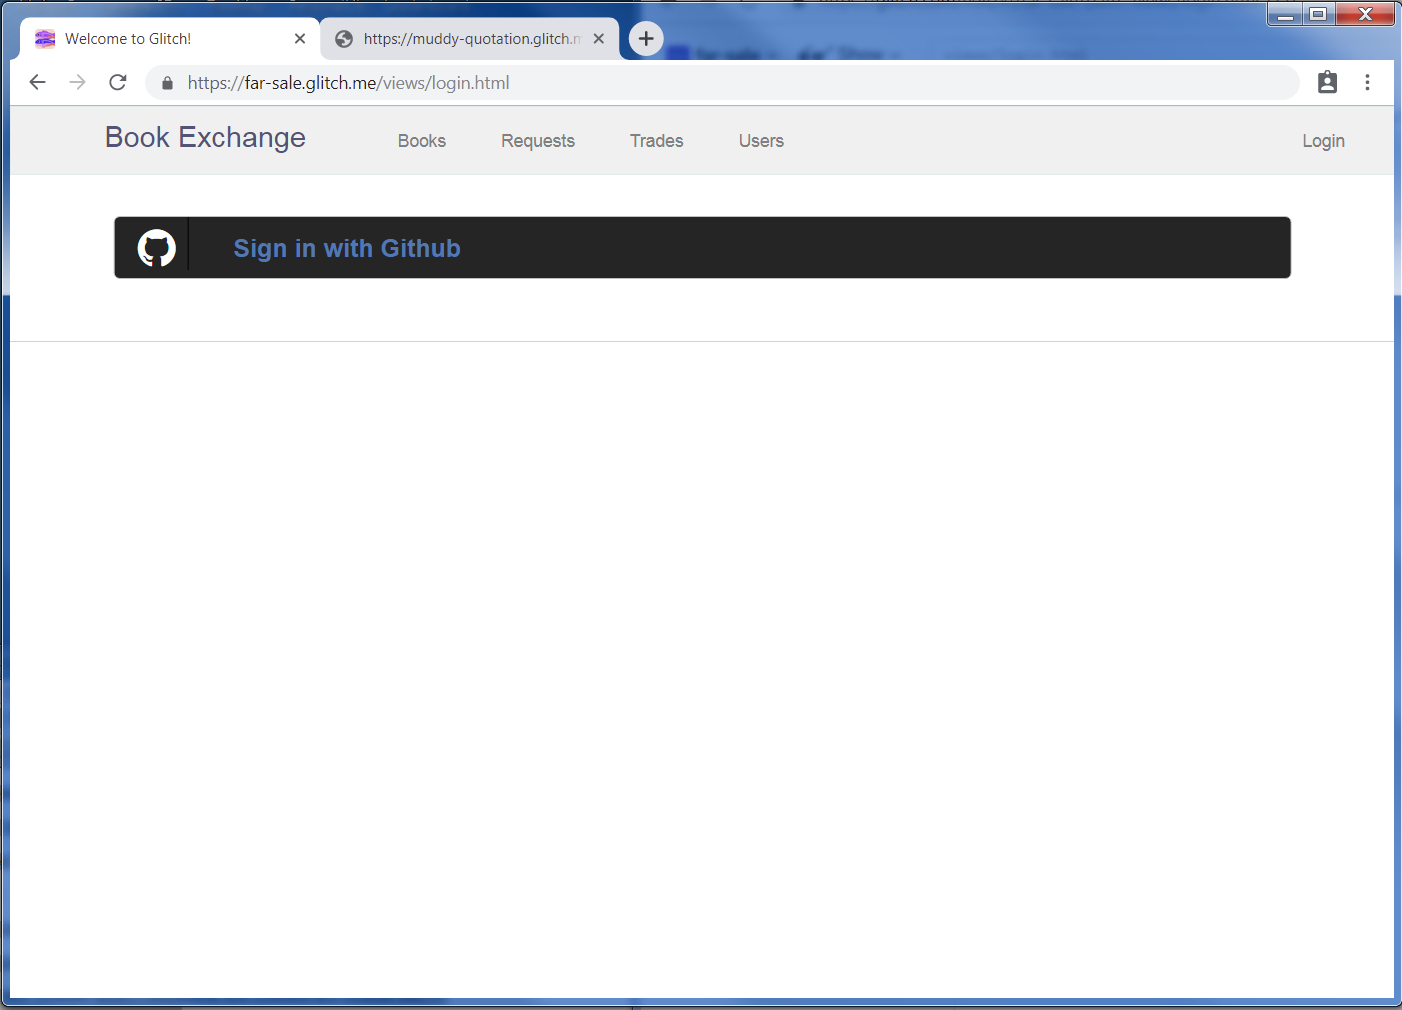 Welcome to Glitch!
https://muddy-quotation.glitch.m
https://far-sale.glitch.me/views/login.html
Book Exchange
Books
Requests
Trades
Users
Login
Sign in with Github